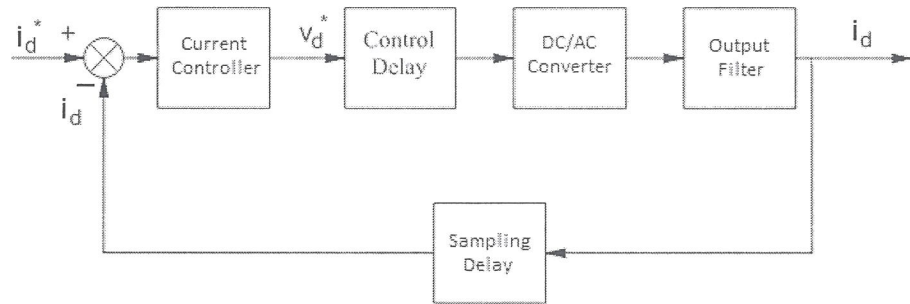 i_d^*
+
Current
Controller
v_d^*
Control
Delay
DC/AC
Converter
Output
Filter
i_d
−
i_d
Sampling
Delay